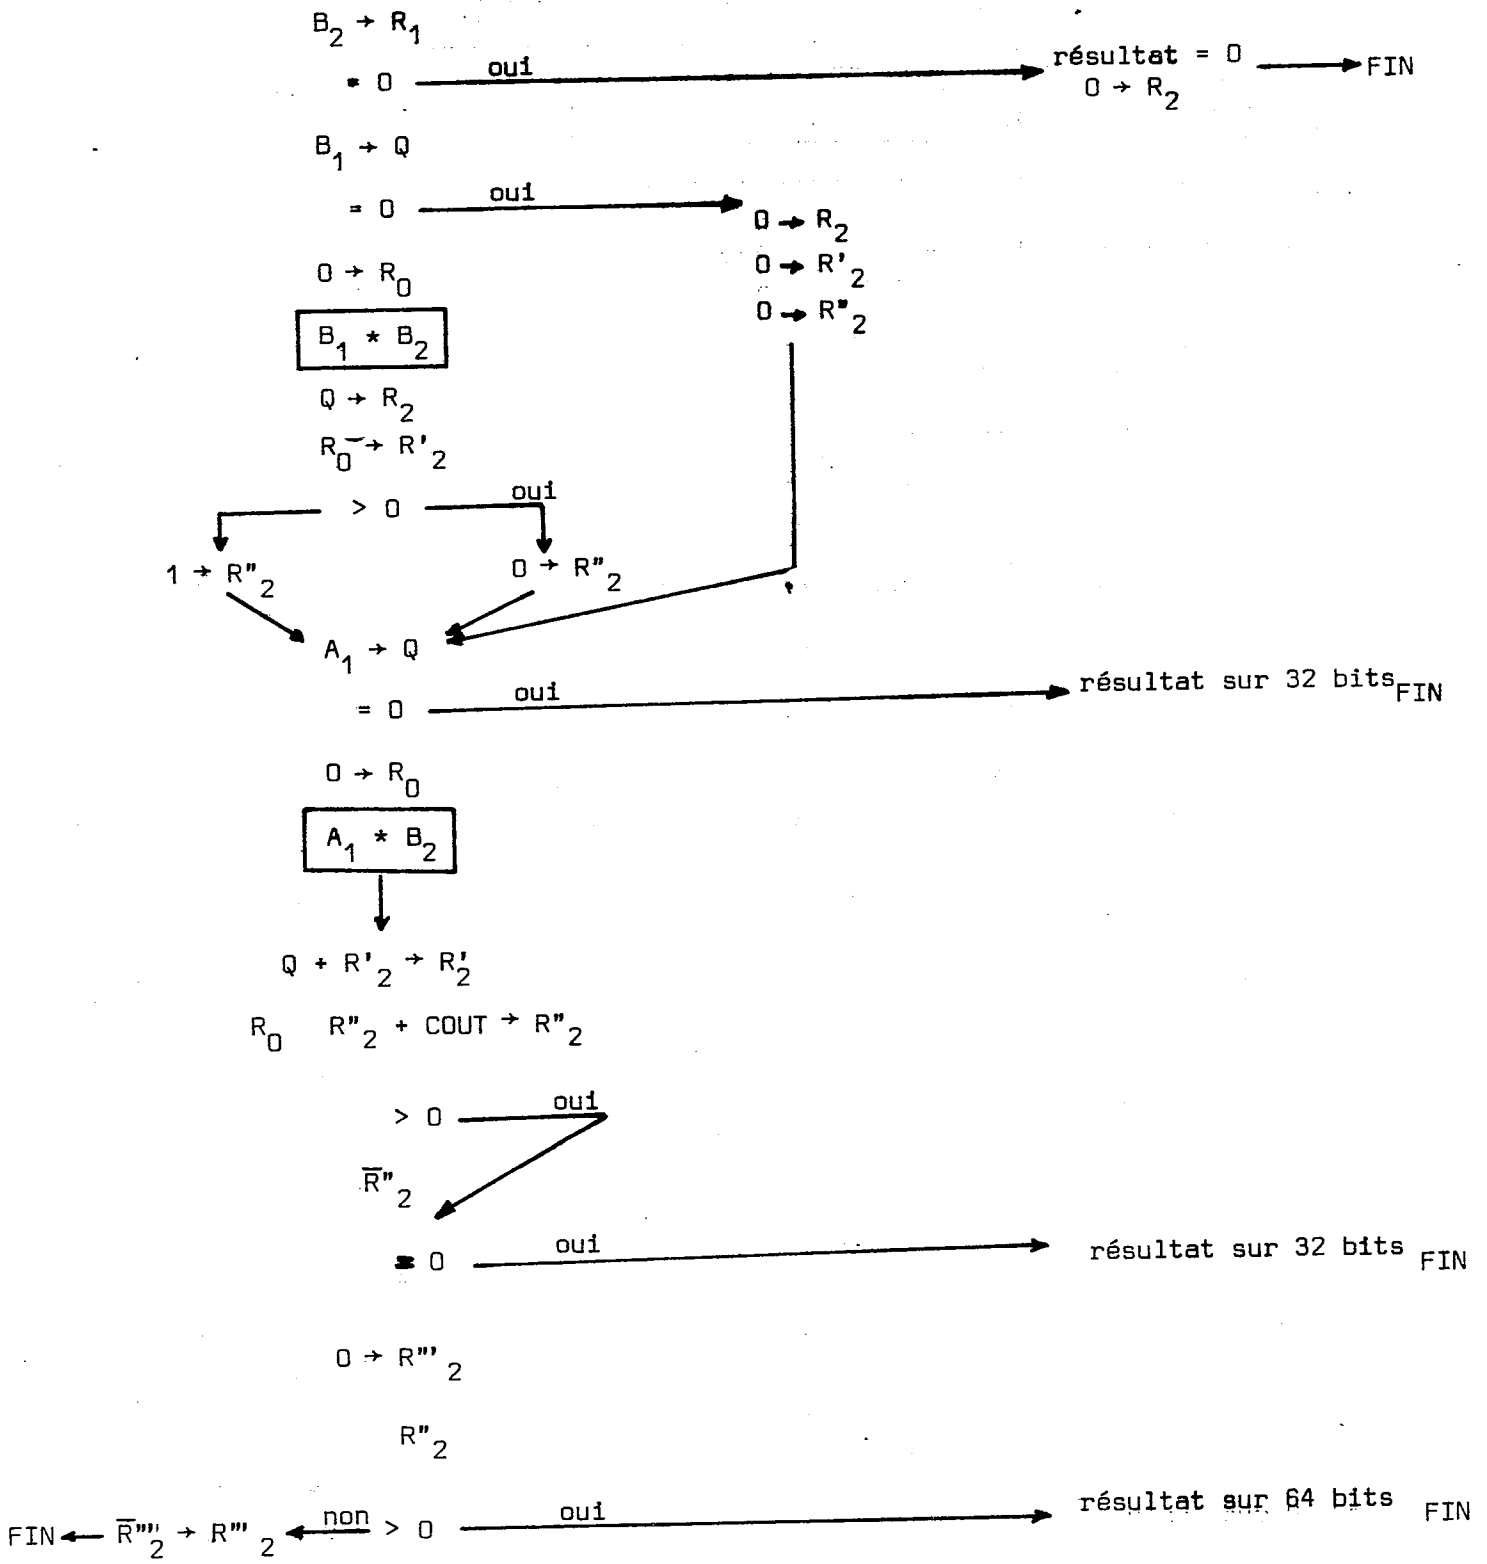 B₂ → R₁
= 0 oui résultat = 0 FIN
0 → R₂
B₁ → Q
= 0 oui
0 → R₂
0 → R'₂
0 → R"₂
0 → R₀
B₁ * B₂
Q → R₂
R₀ → R'₂
> 0 oui
1 → R"₂ 0 → R"₂
A₁ → Q
= 0 oui résultat sur 32 bits FIN
0 → R₀
A₁ * B₂
Q + R'₂ → R'₂
R₀ R"₂ + COUT → R"₂
> 0 oui
R̅"₂
= 0 oui résultat sur 32 bits FIN
0 → R"'₂
R"₂
FIN R̅"'₂ → R"'₂ non > 0 oui résultat sur 64 bits FIN